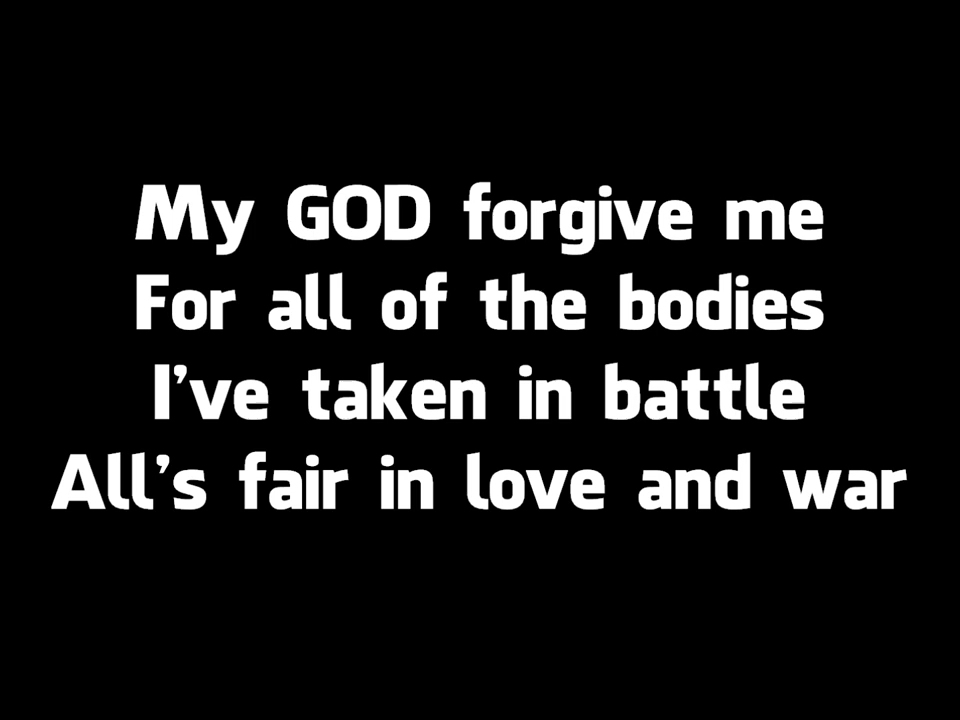 My GOD forgive me
For all of the bodies
I've taken in battle
All's fair in love and war